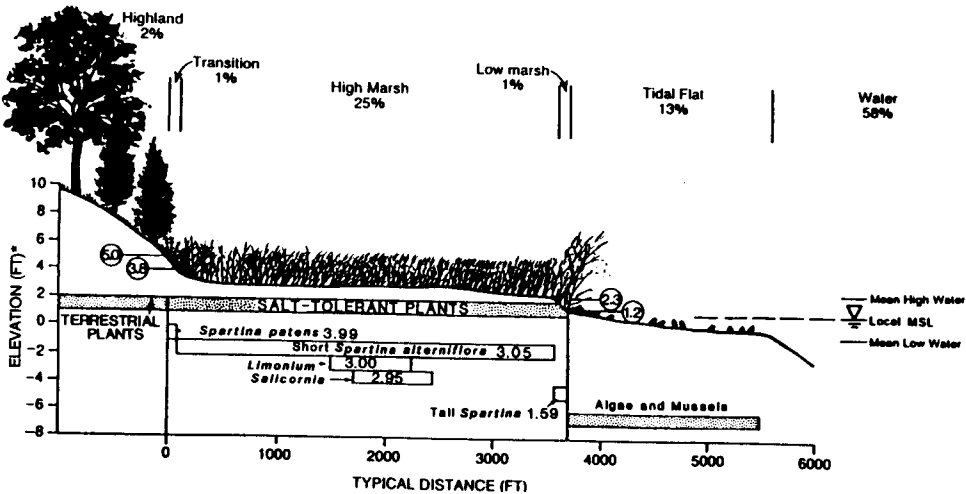 Highland
2%
Transition
1%
High Marsh
25%
Low marsh
1%
Tidal Flat
13%
Water
58%
ELEVATION (FT)*
10
8
6
4
2
0
-2
-4
-6
-8
5.0
3.8
2.3
1.2
Mean High Water
Local MSL
Mean Low Water
SALT-TOLERANT PLANTS
TERRESTRIAL
PLANTS
Spartina patens 3.99
Short Spartina alterniflora 3.05
Limonium 3.00
Salicornia 2.95
Tall Spartina 1.59
Algae and Mussels
0
1000
2000
3000
4000
5000
6000
TYPICAL DISTANCE (FT)